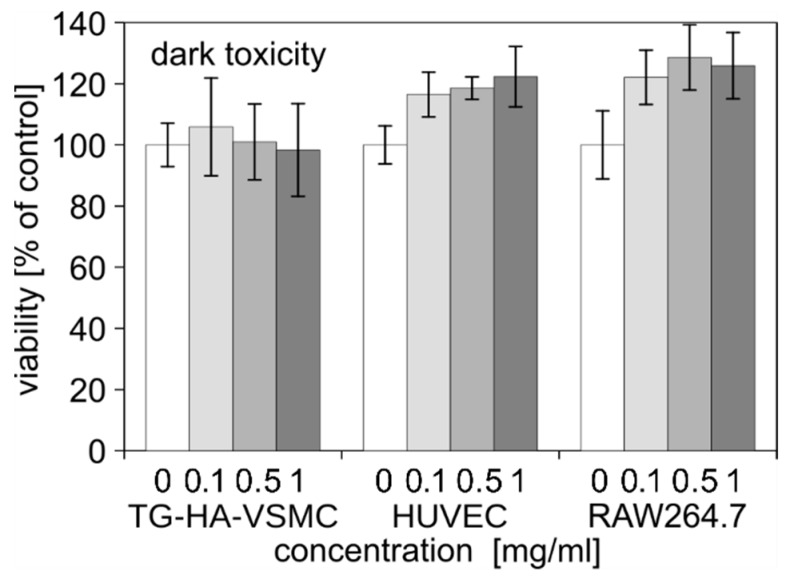 140
dark toxicity
120
100
80
60
40
20
0
viability [% of control]
0 0.1 0.5 1 0 0.1 0.5 1 0 0.1 0.5 1
TG-HA-VSMC HUVEC RAW264.7
concentration [mg/ml]